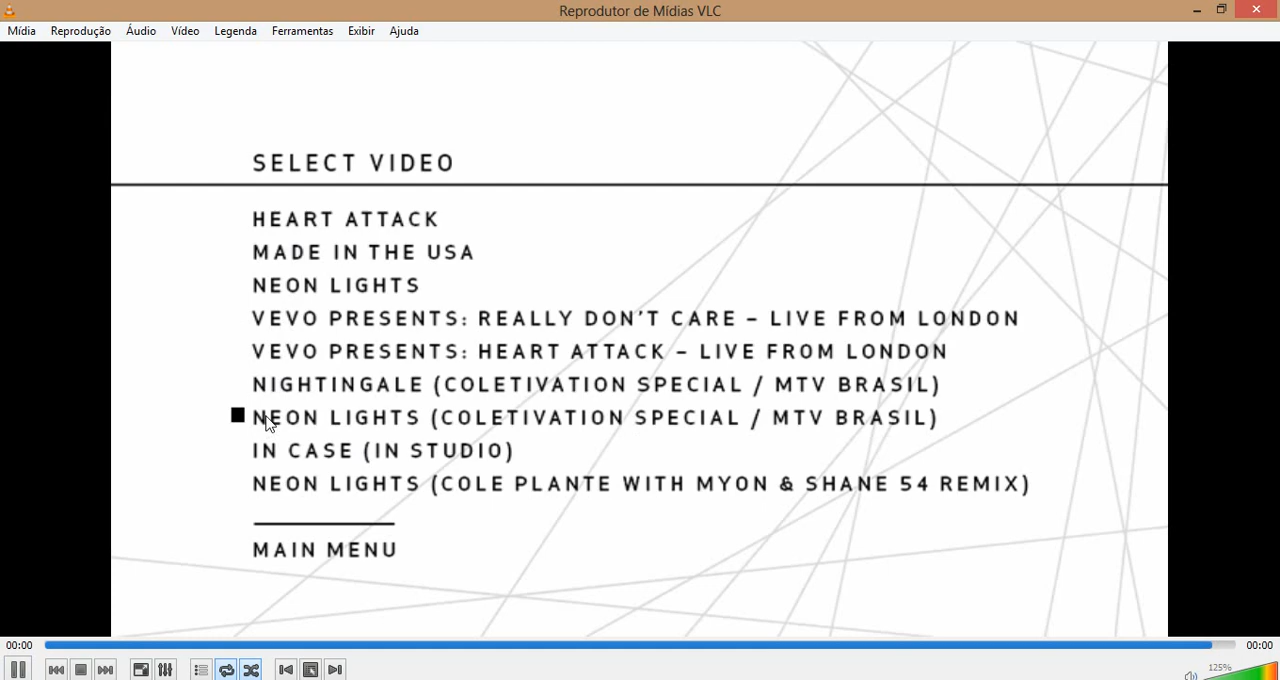 Reprodutor de Mídias VLC
Mídia Reprodução Áudio Vídeo Legenda Ferramentas Exibir Ajuda
SELECT VIDEO
HEART ATTACK
MADE IN THE USA
NEON LIGHTS
VEVO PRESENTS: REALLY DON'T CARE – LIVE FROM LONDON
VEVO PRESENTS: HEART ATTACK – LIVE FROM LONDON
NIGHTINGALE (COLETIVATION SPECIAL / MTV BRASIL)
NEON LIGHTS (COLETIVATION SPECIAL / MTV BRASIL)
IN CASE (IN STUDIO)
NEON LIGHTS (COLE PLANTE WITH MYON & SHANE 54 REMIX)
MAIN MENU
00:00 00:00
125%